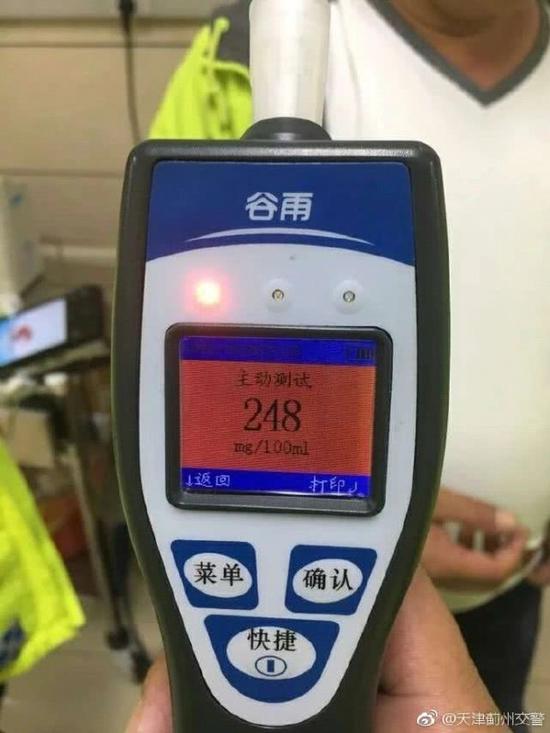 谷雨
主动测试
248
mg/100ml
↓返回 打印↓
菜单 确认
快捷
@天津蓟州交警